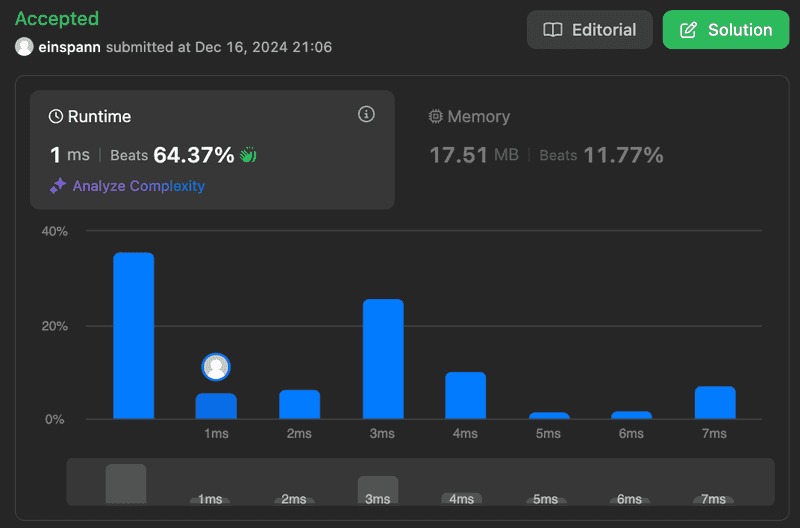 Accepted
Editorial
Solution
einspann submitted at Dec 16, 2024 21:06
Runtime
1 ms | Beats 64.37%
Analyze Complexity
Memory
17.51 MB | Beats 11.77%
40%
20%
0%
1ms 2ms 3ms 4ms 5ms 6ms 7ms
1ms 2ms 3ms 4ms 5ms 6ms 7ms